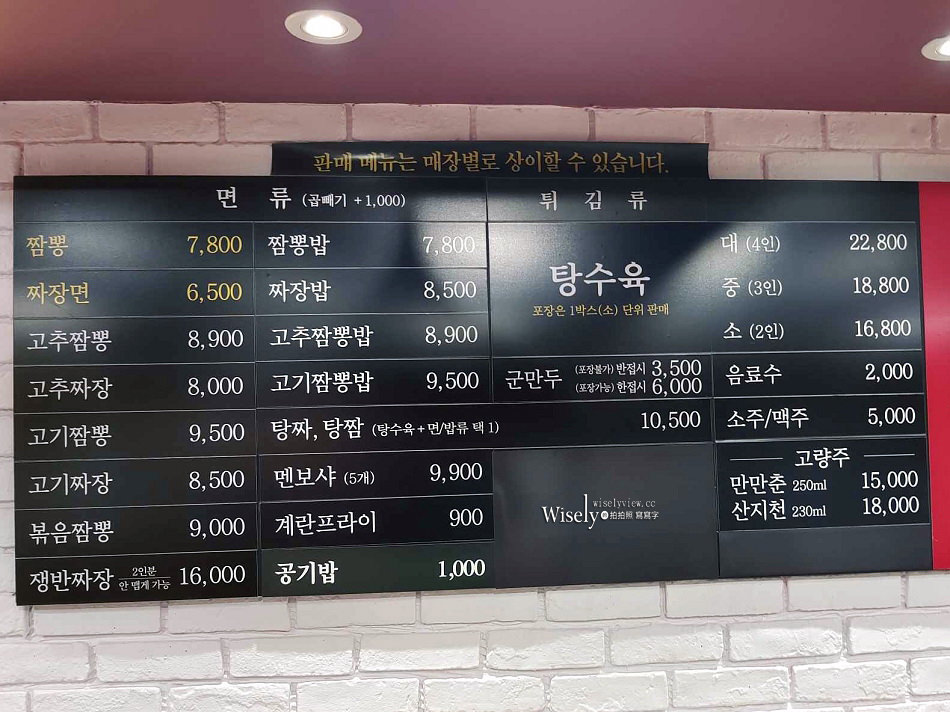 판매 메뉴는 매장별로 상이할 수 있습니다.
면 류 (곱빼기 +1,000)
짬뽕 7,800
짜장면 6,500
고추짬뽕 8,900
고추짜장 8,000
고기짬뽕 9,500
고기짜장 8,500
볶음짬뽕 9,000
쟁반짜장 2인분 안 맵게 가능 16,000
짬뽕밥 7,800
짜장밥 8,500
고추짬뽕밥 8,900
고기짬뽕밥 9,500
탕짜, 탕짬 (탕수육+면/밥류 택 1) 10,500
멘보샤 (5개) 9,900
계란프라이 900
공기밥 1,000
튀 김 류
탕수육
포장은 1박스(소) 단위 판매
대 (4인) 22,800
중 (3인) 18,800
소 (2인) 16,800
군만두 (포장불가) 반접시 3,500
(포장가능) 한접시 6,000
음료수 2,000
소주/맥주 5,000
고량주
만만춘 250ml 15,000
산지천 230ml 18,000
wiselyview.cc
Wisely 的 拍拍照 寫寫字